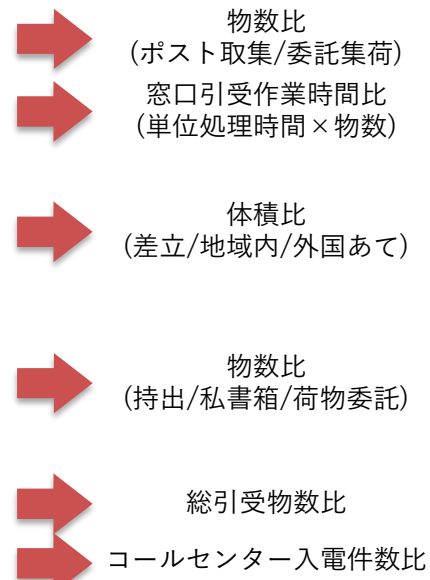 物数比
(ポスト取集/委託集荷)
窓口引受作業時間比
(単位処理時間×物数)
体積比
(差立/地域内/外国あて)
物数比
(持出/私書箱/荷物委託)
総引受物数比
コールセンター入電件数比